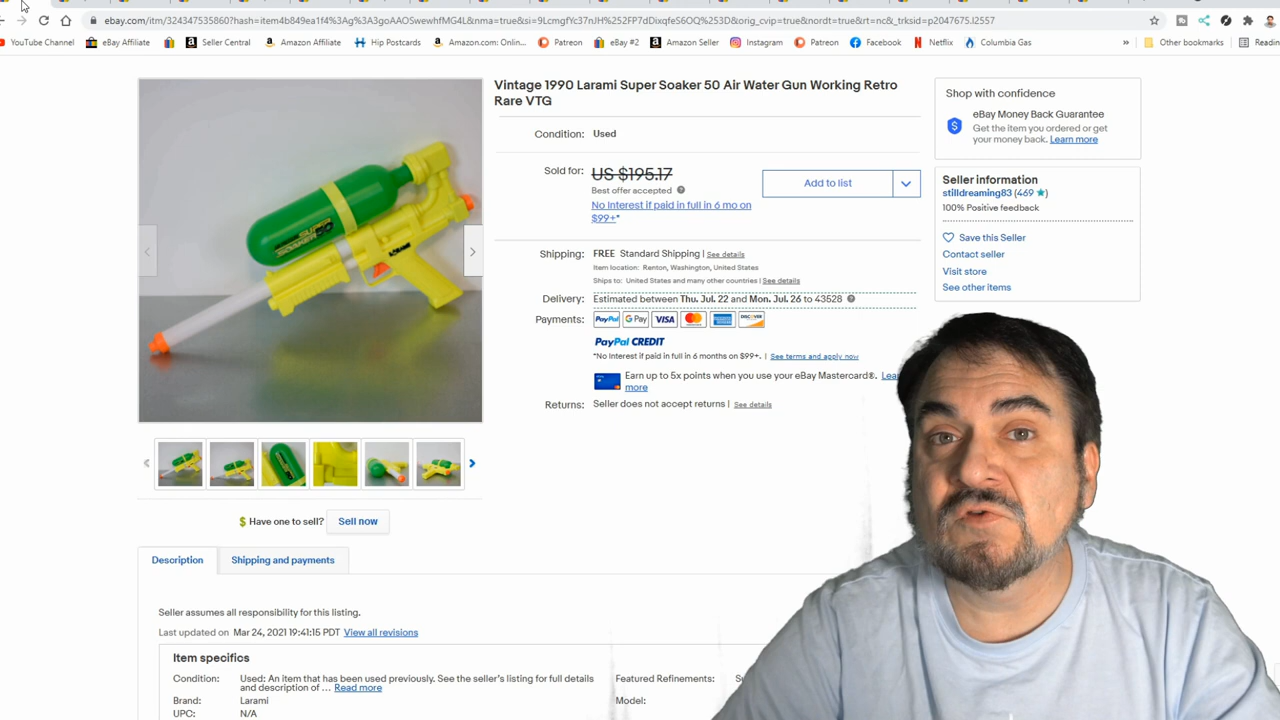 ebay.com/itm/324347535860?hash=item4b849ea1f4%3Ag%3A3goAAOSwewhfMG4L&nma=true&si=9LcmgfYc37nJH%252FP7dDixqfeS6OQ%253D&orig_cvip=true&nordt=true&rt=nc&_trksid=p2047675.l2557
YouTube Channel eBay Affiliate Seller Central Amazon Affiliate Hip Postcards Amazon.com: Onlin... Patreon eBay #2 Amazon Seller Instagram Patreon Facebook Netflix Columbia Gas » Other bookmarks
Vintage 1990 Larami Super Soaker 50 Air Water Gun Working Retro
Rare VTG
Condition: Used
Sold for: US $195.17
Best offer accepted
No Interest if paid in full in 6 mo on
$99+*
Add to list
Shipping: FREE Standard Shipping | See details
Item location: Renton, Washington, United States
Ships to: United States and many other countries | See details
Delivery: Estimated between Thu. Jul. 22 and Mon. Jul. 26 to 43528
Payments: PayPal G Pay VISA mastercard AMERICAN EXPRESS DISCOVER
PayPal CREDIT
*No Interest if paid in full in 6 months on $99+. | See terms and apply now
Earn up to 5x points when you use your eBay Mastercard®.
more
Returns: Seller does not accept returns | See details
Shop with confidence
eBay Money Back Guarantee
Get the item you ordered or get
your money back. Learn more
Seller information
stilldreaming83 (469 ★)
100% Positive feedback
Save this Seller
Contact seller
Visit store
See other items
SUPER
SOAKER 50
LARAMI
$ Have one to sell? Sell now
Description Shipping and payments
Seller assumes all responsibility for this listing.
Last updated on Mar 24, 2021 19:41:15 PDT View all revisions
Item specifics
Condition: Used: An item that has been used previously. See the seller's listing for full details
and description of ... Read more
Featured Refinements:
Brand: Larami
Model:
UPC: N/A